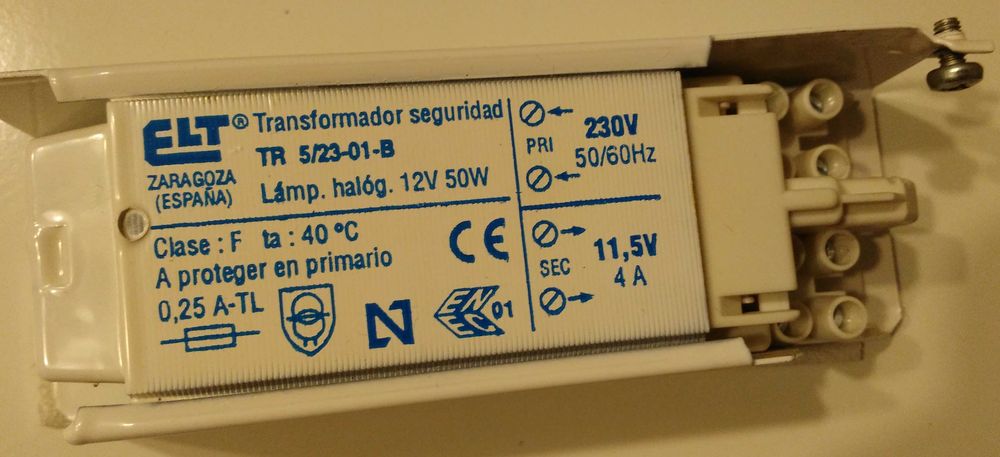 ELT® Transformador seguridad
TR 5/23-01-B
ZARAGOZA
(ESPAÑA)
Lámp. halóg. 12V 50W
Clase : F ta : 40 ºC
A proteger en primario
0,25 A-TL
CE
N
ENEC 01
PRI
230V
50/60Hz
SEC
11,5V
4 A